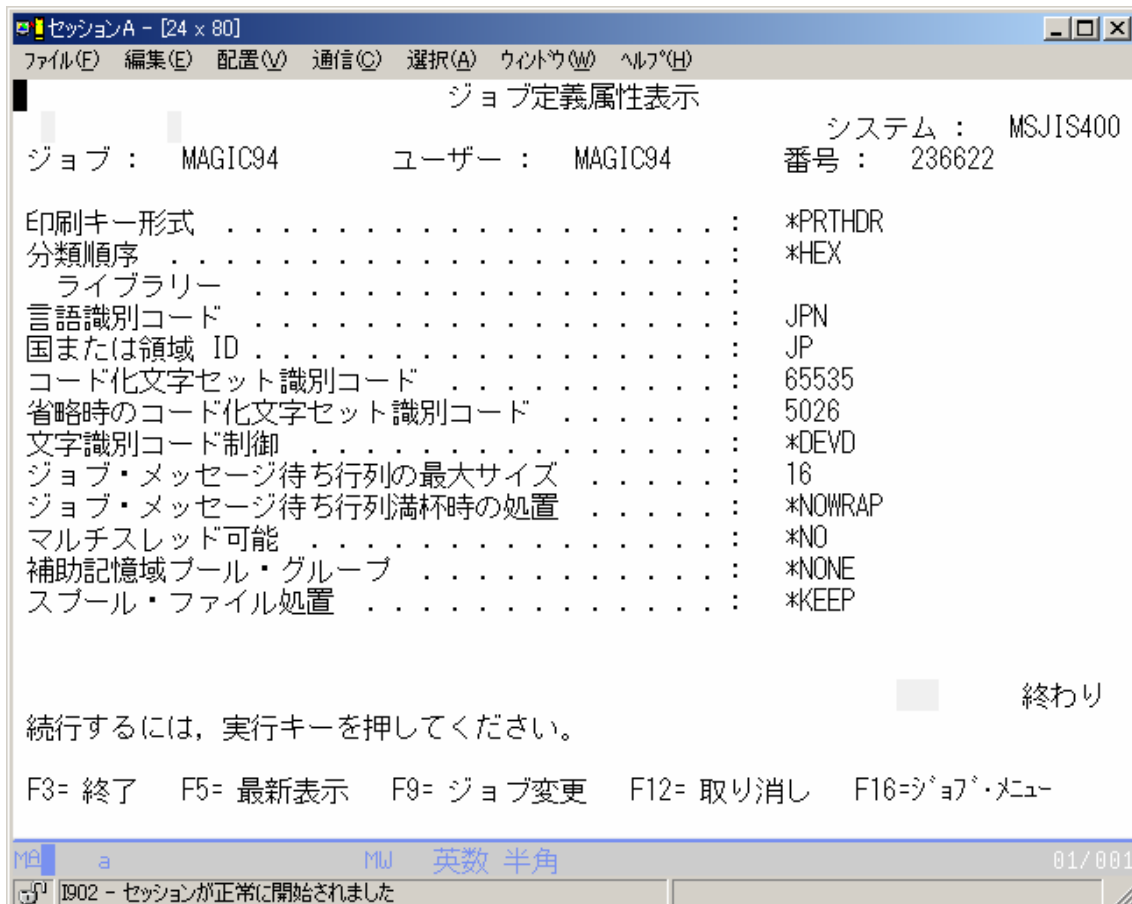 セッションA - [24 x 80]
ファイル(F) 編集(E) 配置(V) 通信(C) 選択(A) ウィンドウ(W) ヘルプ(H)
ジョブ定義属性表示
システム : MSJIS400
ジョブ : MAGIC94 ユーザー : MAGIC94 番号 : 236622
印刷キー形式 . . . . . . . . . . . . . . . . . . : *PRTHDR
分類順序 . . . . . . . . . . . . . . . . . . . . : *HEX
ライブラリー . . . . . . . . . . . . . . . . . :
言語識別コード . . . . . . . . . . . . . . . . . : JPN
国または領域 ID . . . . . . . . . . . . . . . . . : JP
コード化文字セット識別コード . . . . . . . . . . : 65535
省略時のコード化文字セット識別コード . . . . . . : 5026
文字識別コード制御 . . . . . . . . . . . . . . . : *DEVD
ジョブ・メッセージ待ち行列の最大サイズ . . . . . : 16
ジョブ・メッセージ待ち行列満杯時の処置 . . . . . : *NOWRAP
マルチスレッド可能 . . . . . . . . . . . . . . . : *NO
補助記憶域プール・グループ . . . . . . . . . . . : *NONE
スプール・ファイル処置 . . . . . . . . . . . . . : *KEEP
終わり
続行するには,実行キーを押してください。
F3= 終了 F5= 最新表示 F9= ジョブ変更 F12= 取り消し F16=ジョブ・メニュー
MA a MW 英数 半角 01/001
I902 - セッションが正常に開始されました